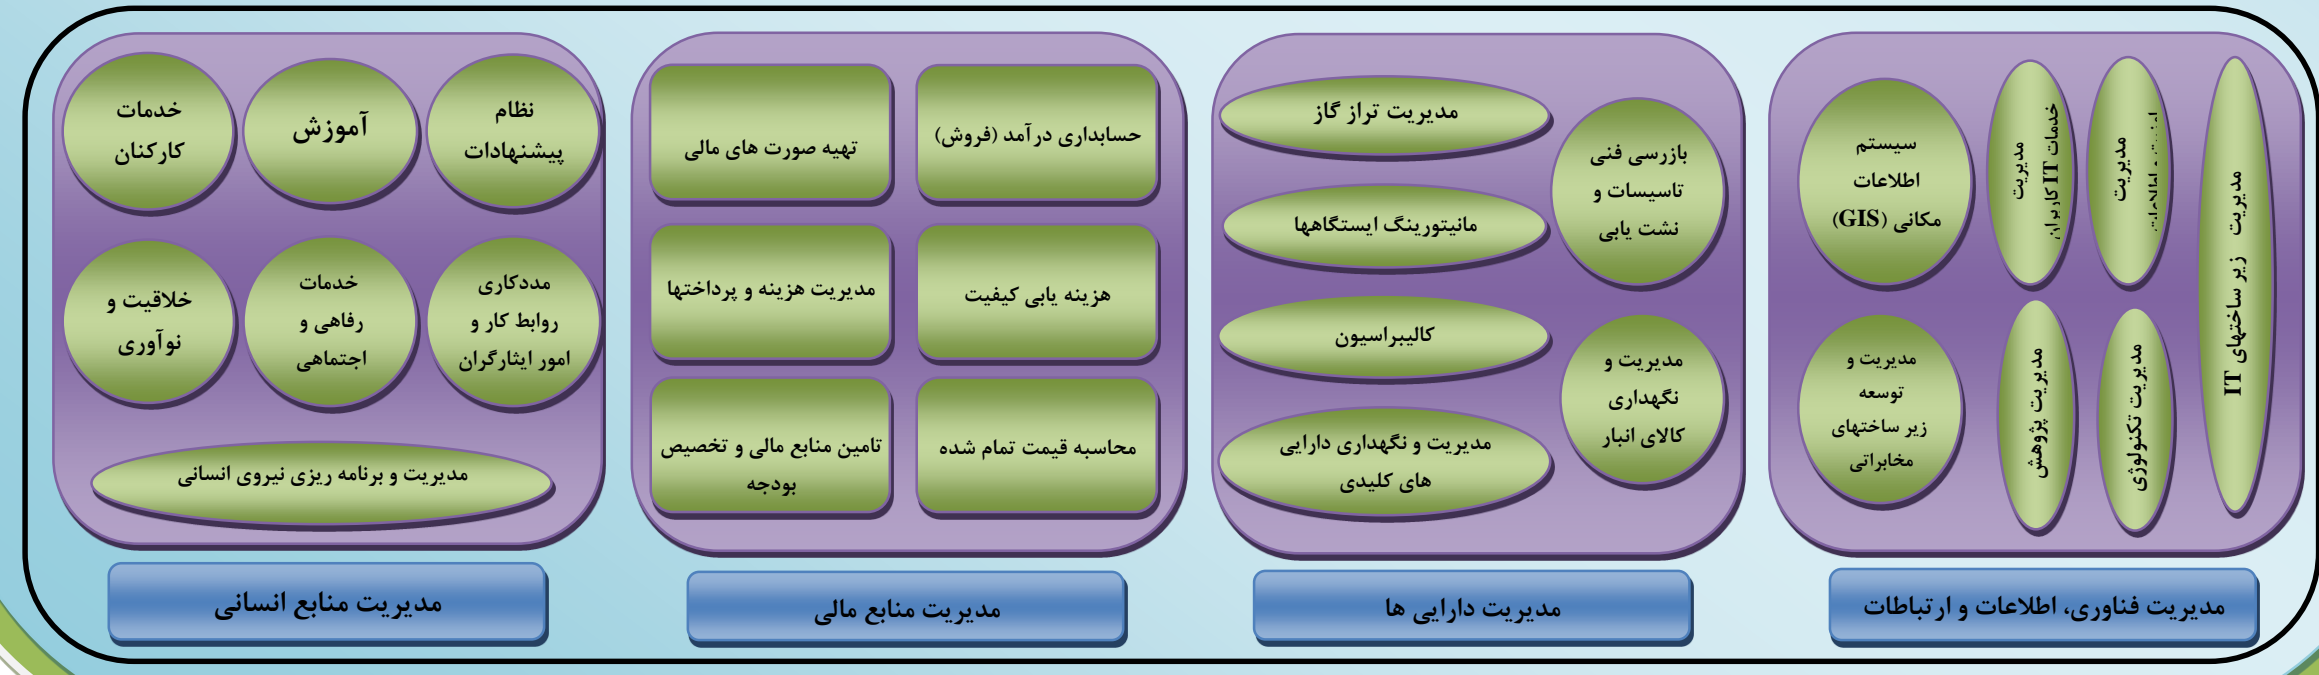 مدیریت زیر ساختهای IT
مدیریت
مدیریت
خدمات IT کاربران
سیستم
اطلاعات
مکانی (GIS)
مدیریت تکنولوژی
مدیریت پژوهش
مدیریت و
توسعه
زیر ساختهای
مخابراتی
مدیریت فناوری، اطلاعات و ارتباطات
بازرسی فنی
تاسیسات و
نشت یابی
مدیریت تراز گاز
مانیتورینگ ایستگاهها
مدیریت و
نگهداری
کالای انبار
کالیبراسیون
مدیریت و نگهداری دارایی
های کلیدی
مدیریت دارایی ها
حسابداری درآمد (فروش)
تهیه صورت های مالی
هزینه یابی کیفیت
مدیریت هزینه و پرداختها
محاسبه قیمت تمام شده
تامین منابع مالی و تخصیص
بودجه
مدیریت منابع مالی
نظام
پیشنهادات
آموزش
خدمات
کارکنان
مددکاری
روابط کار و
امور ایثارگران
خدمات
رفاهی و
اجتماهی
خلاقیت و
نوآوری
مدیریت و برنامه ریزی نیروی انسانی
مدیریت منابع انسانی